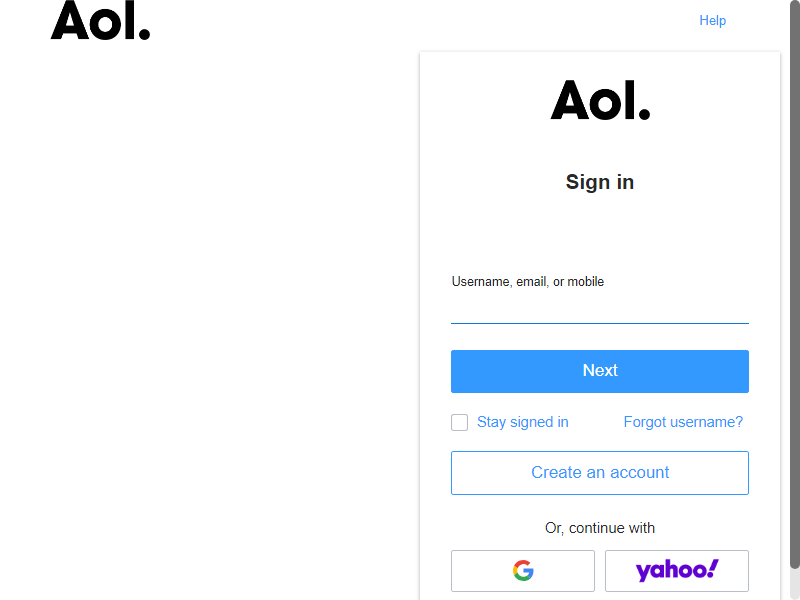 Aol.
Help
Aol.
Sign in
Username, email, or mobile
Next
Stay signed in
Forgot username?
Create an account
Or, continue with
G
yahoo!